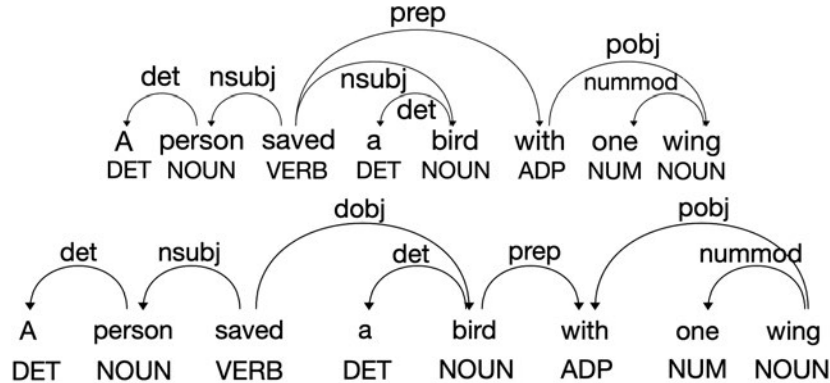 prep
pobj
det nsubj nsubj nummod
det
A person saved a bird with one wing
DET NOUN VERB DET NOUN ADP NUM NOUN
dobj pobj
det nsubj det prep nummod
A person saved a bird with one wing
DET NOUN VERB DET NOUN ADP NUM NOUN